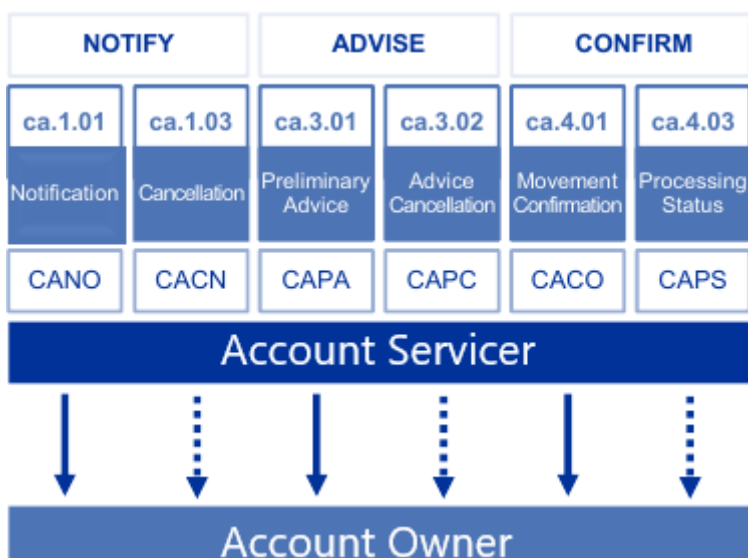 NOTIFY ADVISE CONFIRM
ca.1.01 ca.1.03 ca.3.01 ca.3.02 ca.4.01 ca.4.03
Notification Cancellation Preliminary Advice Advice Cancellation Movement Confirmation Processing Status
CANO CACN CAPA CAPC CACO CAPS
Account Servicer
Account Owner